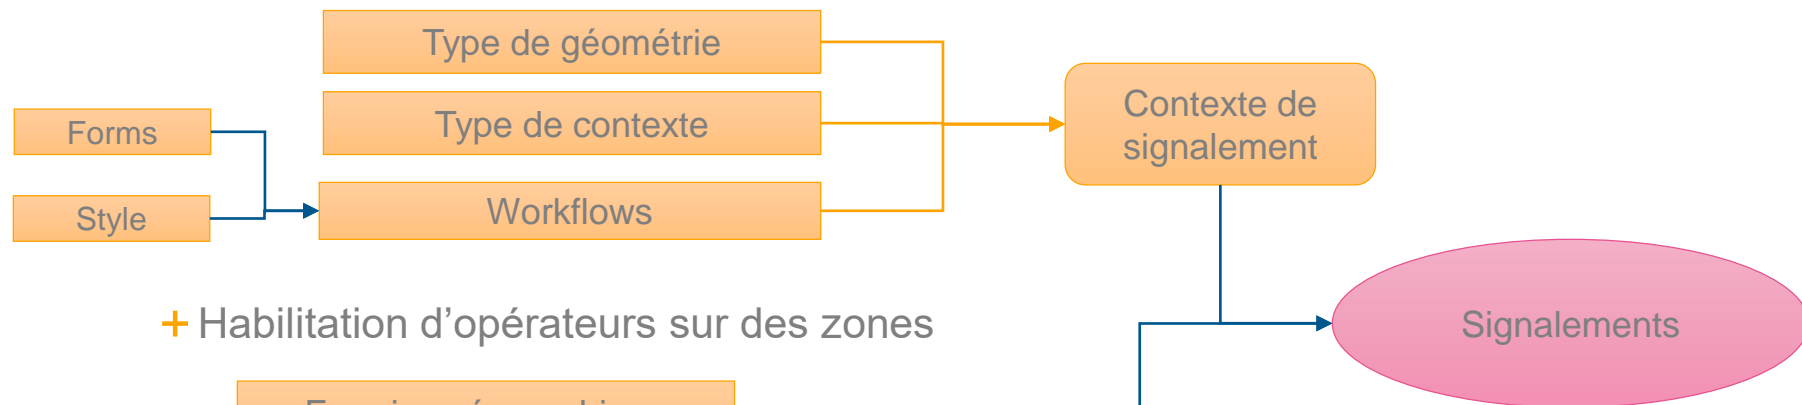 Type de géométrie
Type de contexte
Forms
Style
Workflows
Contexte de
signalement
+ Habilitation d'opérateurs sur des zones
Signalements